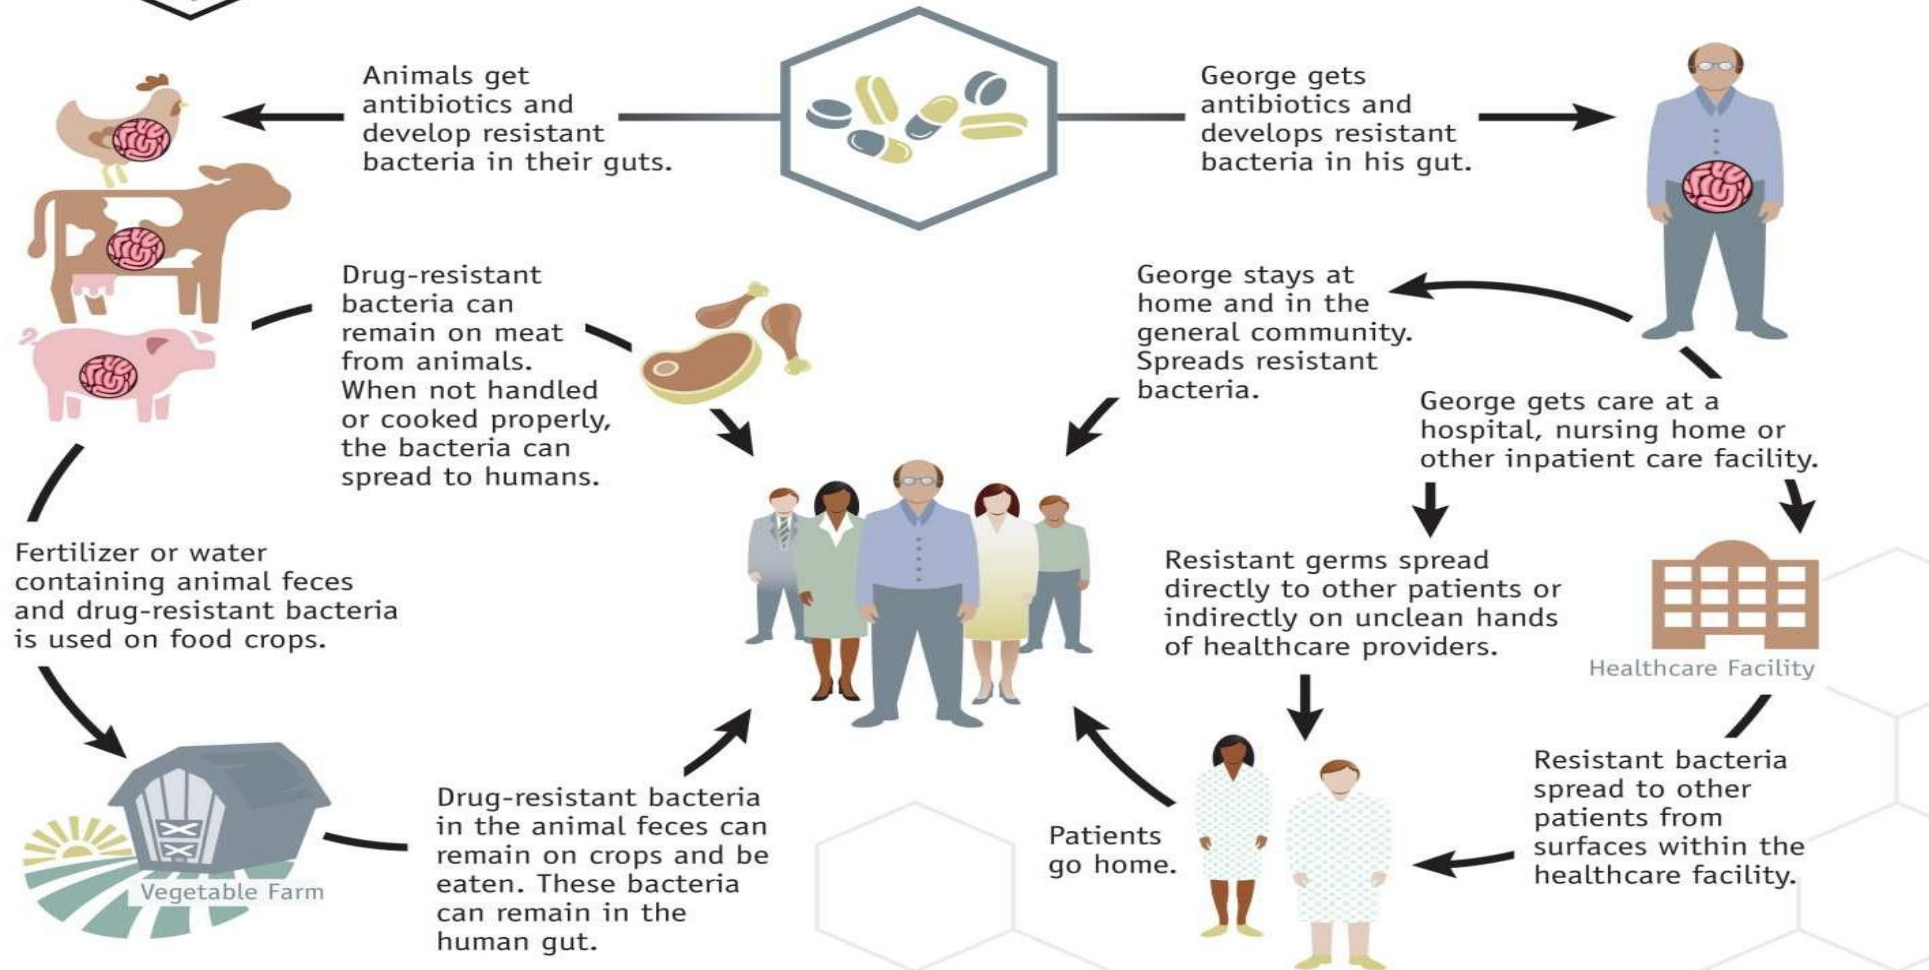 Animals get
antibiotics and
develop resistant
bacteria in their guts.
George gets
antibiotics and
develops resistant
bacteria in his gut.
Drug-resistant
bacteria can
remain on meat
from animals.
When not handled
or cooked properly,
the bacteria can
spread to humans.
George stays at
home and in the
general community.
Spreads resistant
bacteria.
George gets care at a
hospital, nursing home or
other inpatient care facility.
Fertilizer or water
containing animal feces
and drug-resistant bacteria
is used on food crops.
Resistant germs spread
directly to other patients or
indirectly on unclean hands
of healthcare providers.
Healthcare Facility
Vegetable Farm
Drug-resistant bacteria
in the animal feces can
remain on crops and be
eaten. These bacteria
can remain in the
human gut.
Patients
go home.
Resistant bacteria
spread to other
patients from
surfaces within the
healthcare facility.